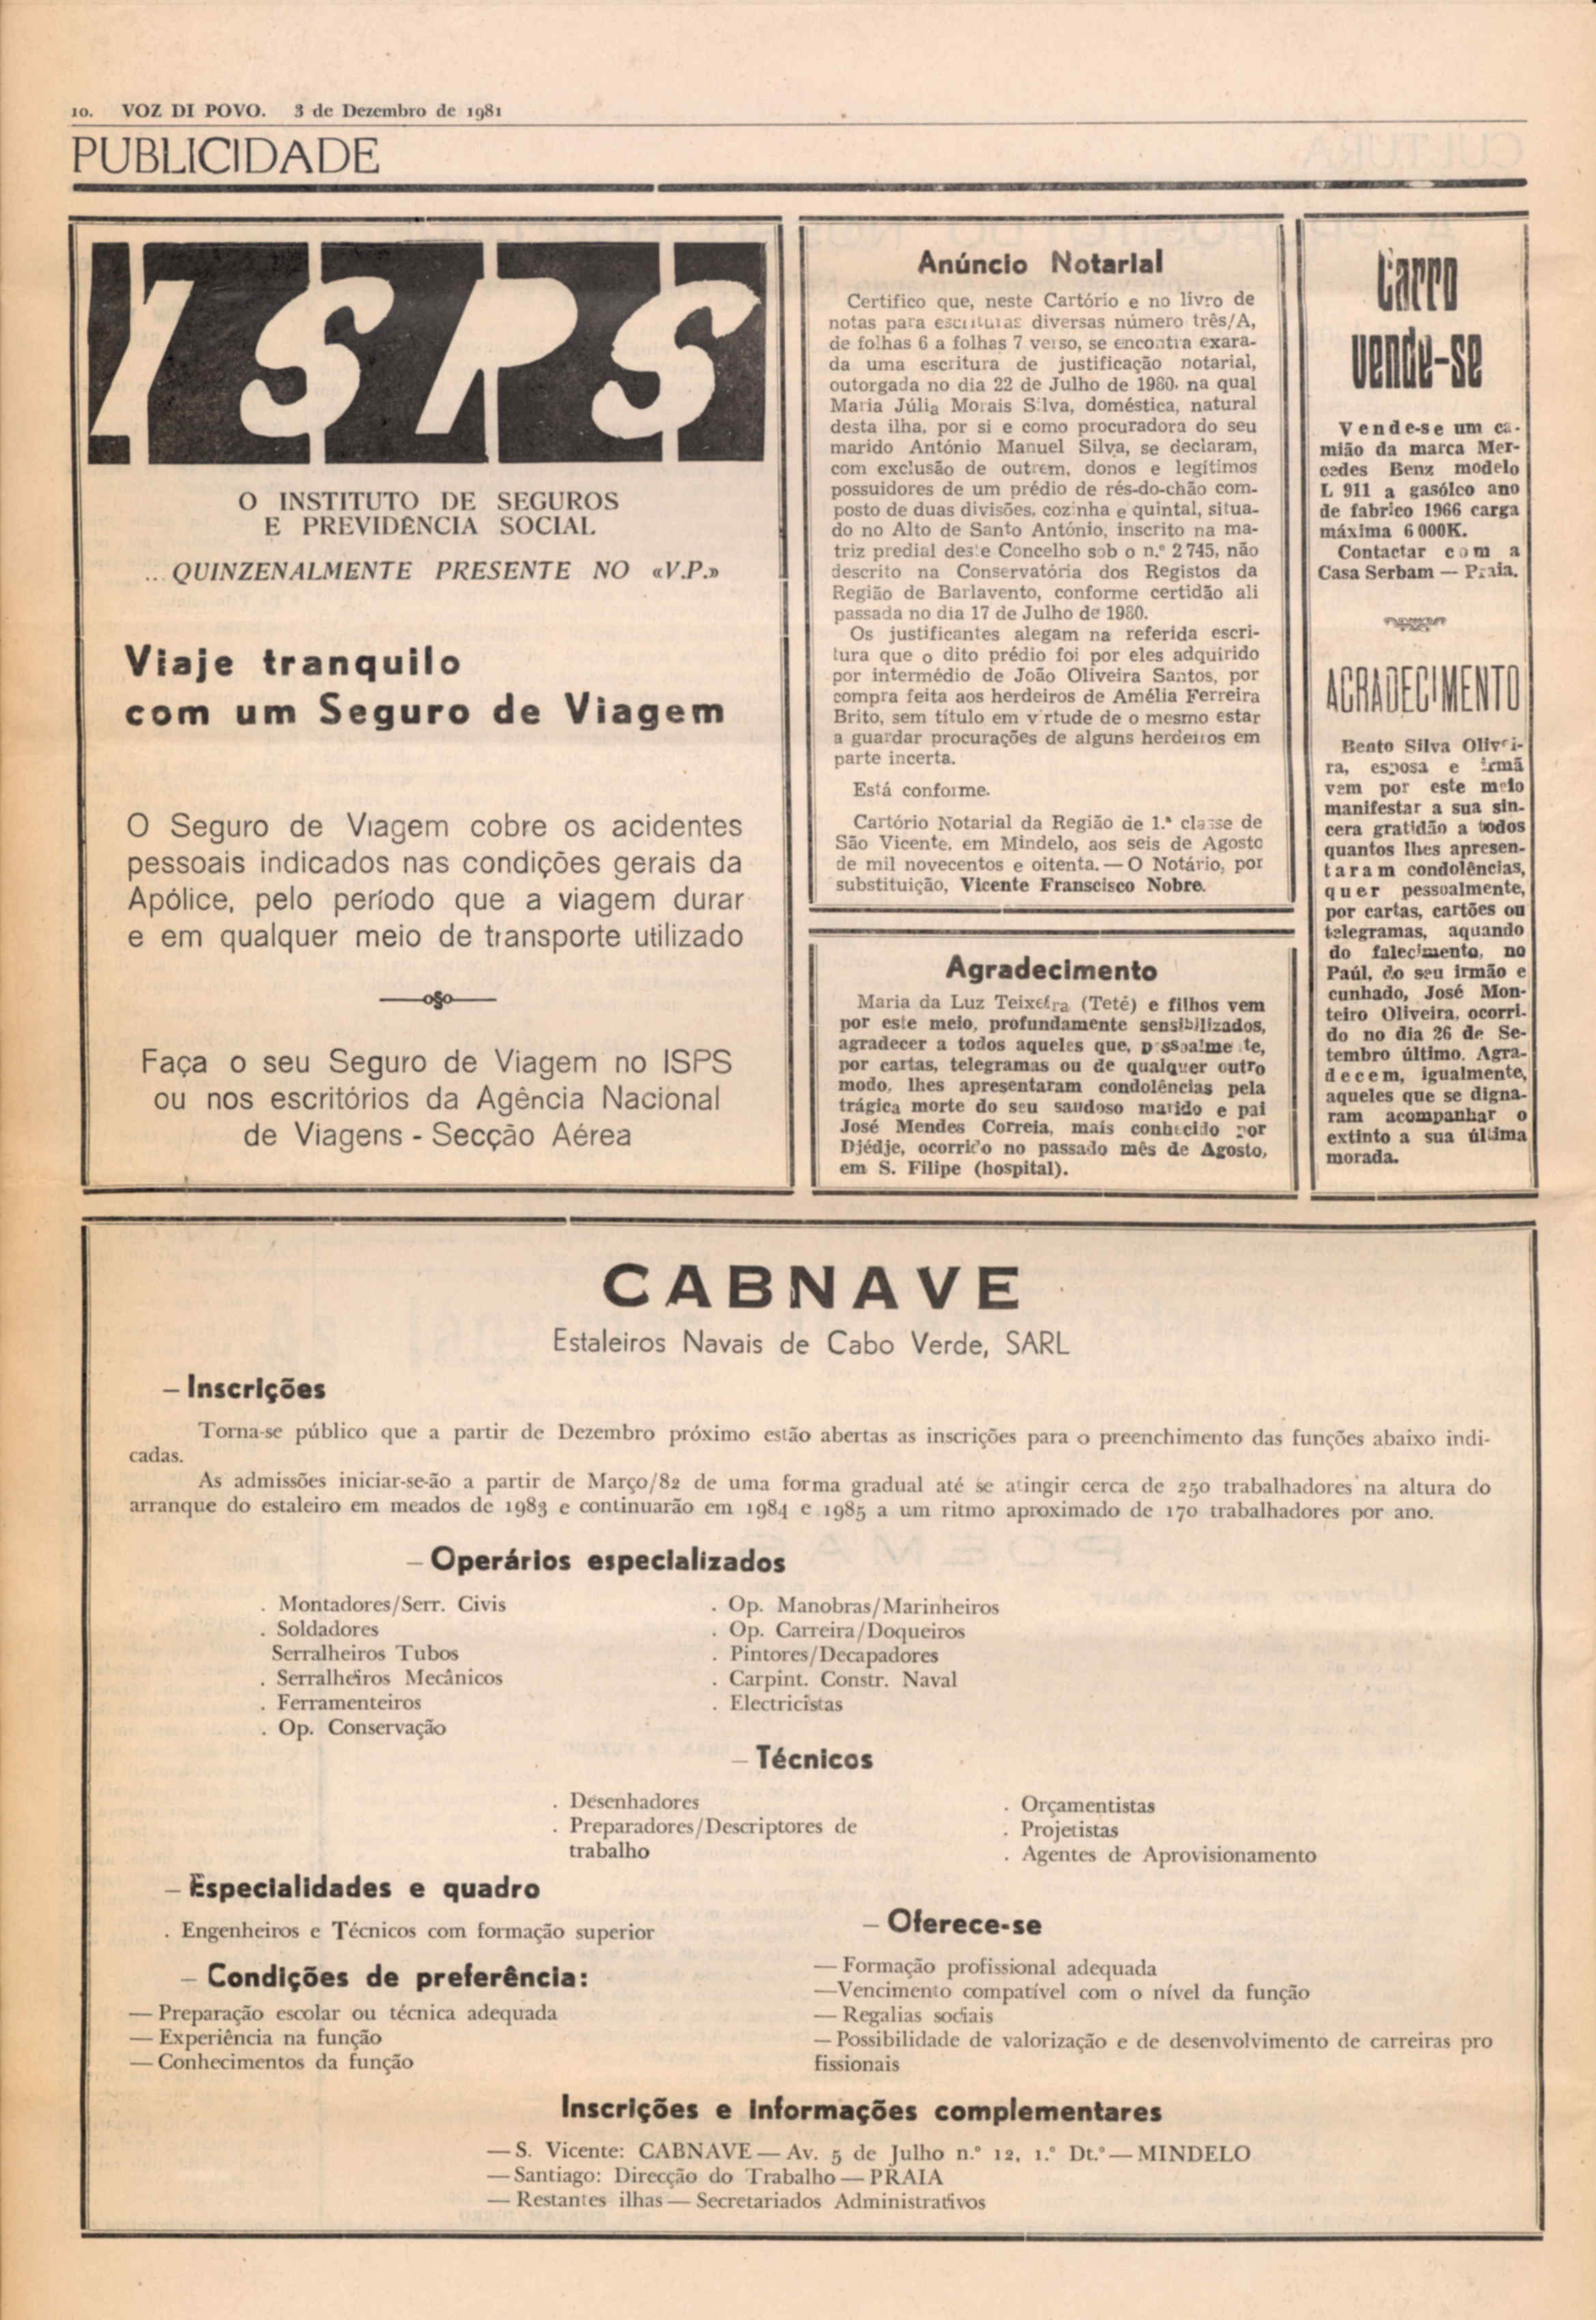 10. VOZ DI POVO. 3 de Dezembro de 1981
PUBLICIDADE
ISPS
O INSTITUTO DE SEGUROS
E PREVIDÊNCIA SOCIAL
... QUINZENALMENTE PRESENTE NO «V.P.»
Viaje tranquilo
com um Seguro de Viagem
O Seguro de Viagem cobre os acidentes
pessoais indicados nas condições gerais da
Apólice, pelo período que a viagem durar
e em qualquer meio de transporte utilizado
Faça o seu Seguro de Viagem no ISPS
ou nos escritórios da Agência Nacional
de Viagens - Secção Aérea
Anúncio Notarial
Certifico que, neste Cartório e no livro de
notas para escrituras diversas número três/A,
de folhas 6 a folhas 7 verso, se encontra exara-
da uma escritura de justificação notarial,
outorgada no dia 22 de Julho de 1980, na qual
Maria Júlia Morais Silva, doméstica, natural
desta ilha, por si e como procuradora do seu
marido António Manuel Silva, se declaram,
com exclusão de outrem, donos e legítimos
possuidores de um prédio de rés-do-chão com-
posto de duas divisões, cozinha e quintal, situa-
do no Alto de Santo António, inscrito na ma-
triz predial deste Concelho sob o n.º 2 745, não
descrito na Conservatória dos Registos da
Região de Barlavento, conforme certidão ali
passada no dia 17 de Julho de 1980.
Os justificantes alegam na referida escri-
tura que o dito prédio foi por eles adquirido
por intermédio de João Oliveira Santos, por
compra feita aos herdeiros de Amélia Ferreira
Brito, sem título em virtude de o mesmo estar
a guardar procurações de alguns herdeiros em
parte incerta.
Está conforme.
Cartório Notarial da Região de 1.ª classe de
São Vicente, em Mindelo, aos seis de Agosto
de mil novecentos e oitenta. — O Notário, por
substituição, Vicente Franscisco Nobre.
Agradecimento
Maria da Luz Teixeira (Teté) e filhos vem
por este meio, profundamente sensibilizados,
agradecer a todos aqueles que, pessoalmente,
por cartas, telegramas ou de qualquer outro
modo, lhes apresentaram condolências pela
trágica morte do seu saudoso marido e pai
José Mendes Correia, mais conhecido por
Djédje, ocorrido no passado mês de Agosto,
em S. Filipe (hospital).
Carro
vende-se
Vende-se um ca-
mião da marca Mer-
cedes Benz modelo
L 911 a gasólco ano
de fabrico 1966 carga
máxima 6 000K.
Contactar com a
Casa Serbam — Praia.
AGRADECIMENTO
Bento Silva Olivei-
ra, esposa e irmã
vem por este meio
manifestar a sua sin-
cera gratidão a todos
quantos lhes apresen-
taram condolências,
quer pessoalmente,
por cartas, cartões ou
telegramas, aquando
do falecimento, no
Paúl, do seu irmão e
cunhado, José Mon-
teiro Oliveira, ocorri-
do no dia 26 de Se-
tembro último. Agra-
decem, igualmente,
aqueles que se digna-
ram acompanhar o
extinto a sua última
morada.
CABNAVE
Estaleiros Navais de Cabo Verde, SARL
— Inscrições
Torna-se público que a partir de Dezembro próximo estão abertas as inscrições para o preenchimento das funções abaixo indi-
cadas.
As admissões iniciar-se-ão a partir de Março/82 de uma forma gradual até se atingir cerca de 250 trabalhadores na altura do
arranque do estaleiro em meados de 1983 e continuarão em 1984 e 1985 a um ritmo aproximado de 170 trabalhadores por ano.
— Operários especializados
. Montadores/Serr. Civis
. Soldadores
Serralheiros Tubos
. Serralheiros Mecânicos
. Ferramenteiros
. Op. Conservação
. Op. Manobras/Marinheiros
. Op. Carreira/Doqueiros
. Pintores/Decapadores
. Carpint. Constr. Naval
. Electricistas
— Técnicos
. Desenhadores
. Preparadores/Descriptores de
trabalho
. Orçamentistas
. Projetistas
. Agentes de Aprovisionamento
— Especialidades e quadro
. Engenheiros e Técnicos com formação superior
— Condições de preferência:
— Preparação escolar ou técnica adequada
— Experiência na função
— Conhecimentos da função
— Oferece-se
— Formação profissional adequada
—Vencimento compatível com o nível da função
— Regalias sociais
— Possibilidade de valorização e de desenvolvimento de carreiras pro
fissionais
Inscrições e informações complementares
— S. Vicente: CABNAVE — Av. 5 de Julho n.º 12, 1.º Dt.º — MINDELO
— Santiago: Direcção do Trabalho — PRAIA
— Restantes ilhas — Secretariados Administrativos